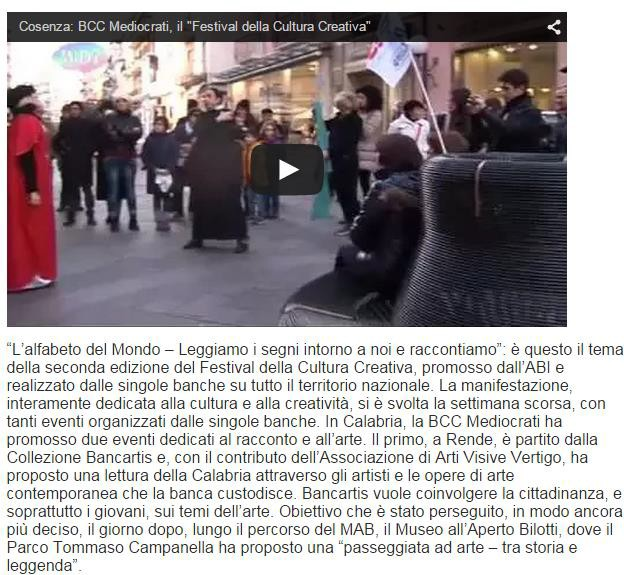 Cosenza: BCC Mediocrati, il "Festival della Cultura Creativa"
“L’alfabeto del Mondo – Leggiamo i segni intorno a noi e raccontiamo”: è questo il tema
della seconda edizione del Festival della Cultura Creativa, promosso dall’ABI e
realizzato dalle singole banche su tutto il territorio nazionale. La manifestazione,
interamente dedicata alla cultura e alla creatività, si è svolta la settimana scorsa, con
tanti eventi organizzati dalle singole banche. In Calabria, la BCC Mediocrati ha
promosso due eventi dedicati al racconto e all’arte. Il primo, a Rende, è partito dalla
Collezione Bancartis e, con il contributo dell’Associazione di Arti Visive Vertigo, ha
proposto una lettura della Calabria attraverso gli artisti e le opere di arte
contemporanea che la banca custodisce. Bancartis vuole coinvolgere la cittadinanza, e
soprattutto i giovani, sui temi dell’arte. Obiettivo che è stato perseguito, in modo ancora
più deciso, il giorno dopo, lungo il percorso del MAB, il Museo all’Aperto Bilotti, dove il
Parco Tommaso Campanella ha proposto una “passeggiata ad arte – tra storia e
leggenda”.